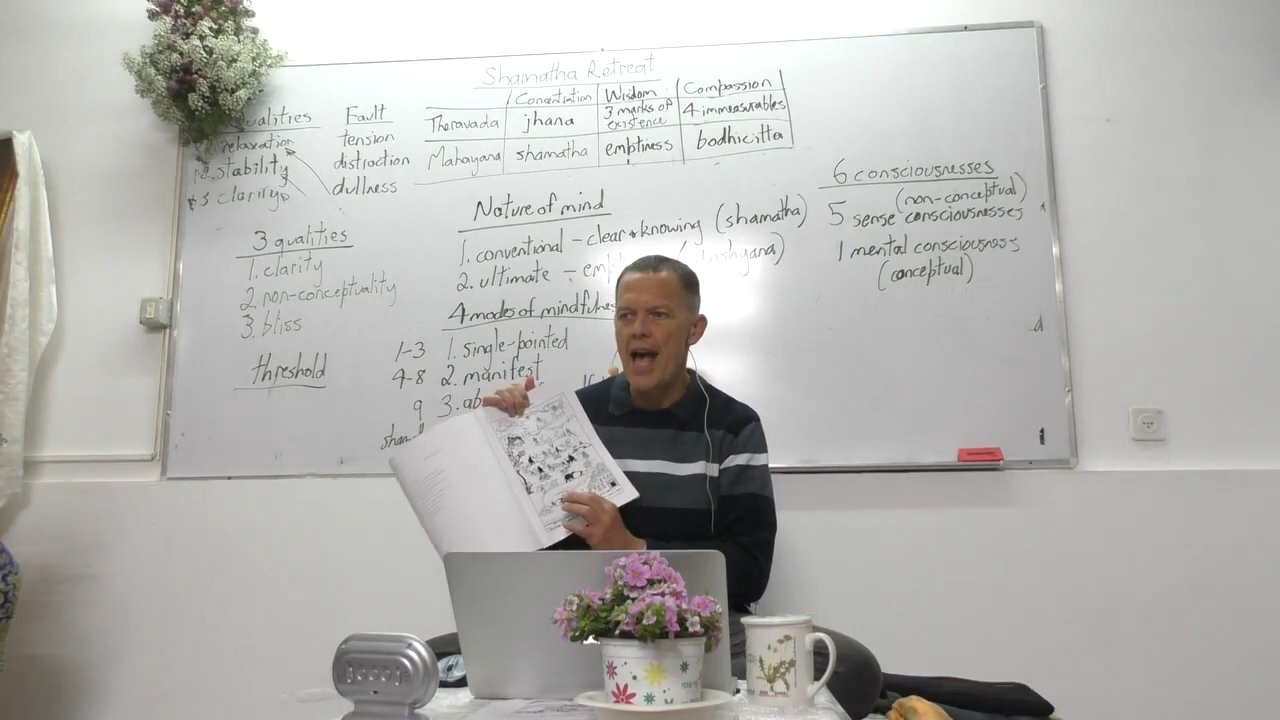 Shamatha Retreat
Concentration Wisdom Compassion
Theravada jhana 3 marks of existence 4 immeasurables
Mahayana shamatha emptiness bodhicitta
Fault
relaxation tension
stability distraction
clarity dullness
3 qualities
1. clarity
2. non-conceptuality
3. bliss
threshold
Nature of mind
1. conventional - clear + knowing (shamatha)
2. ultimate -
4 modes of mindfulness
1-3 1. single-pointed
4-8 2. manifest
9 3.
6 consciousnesses
(non-conceptual)
5 sense consciousnesses
1 mental consciousness
(conceptual)